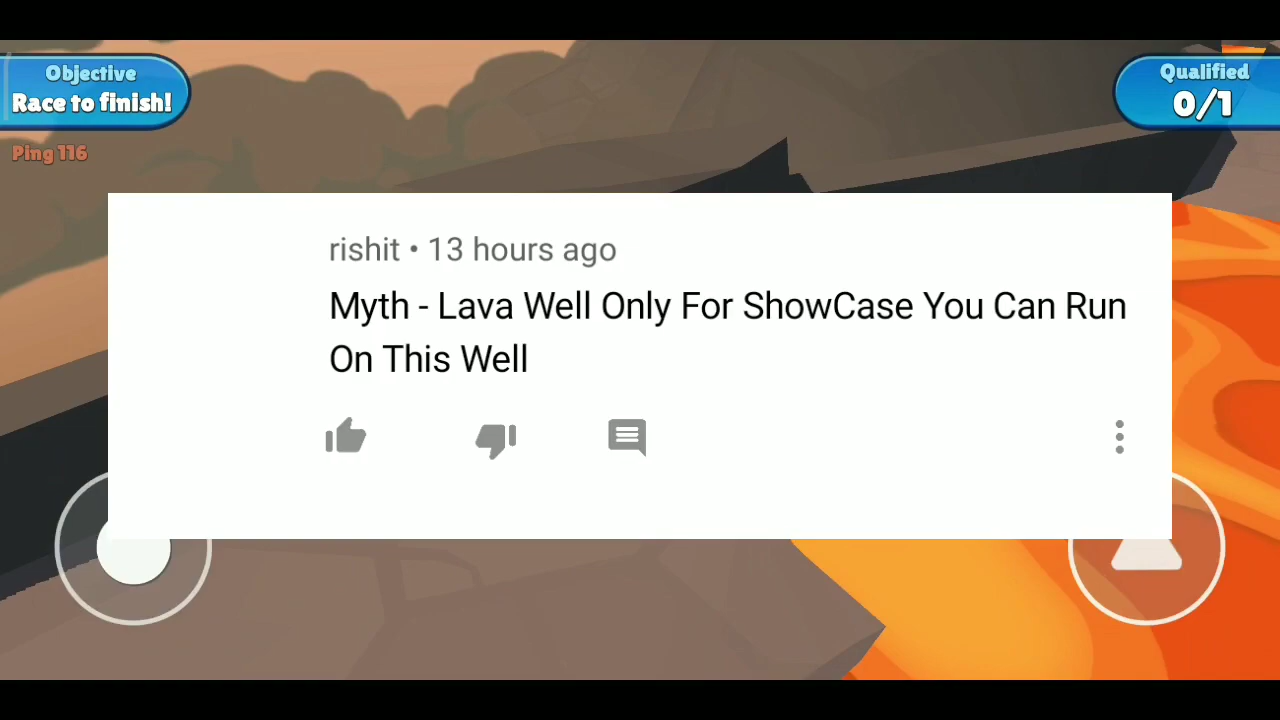 Objective
Race to finish!
Qualified
0/1
Ping 116
rishit • 13 hours ago
Myth - Lava Well Only For ShowCase You Can Run
On This Well